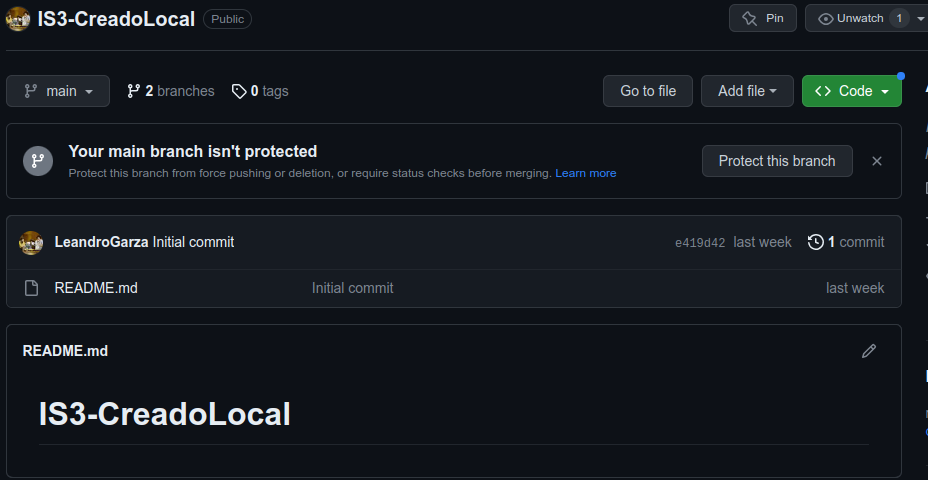 IS3-CreadoLocal Public Pin Unwatch 1
main 2 branches 0 tags Go to file Add file Code
Your main branch isn't protected
Protect this branch from force pushing or deletion, or require status checks before merging. Learn more
Protect this branch
LeandroGarza Initial commit e419d42 last week 1 commit
README.md Initial commit last week
README.md
IS3-CreadoLocal